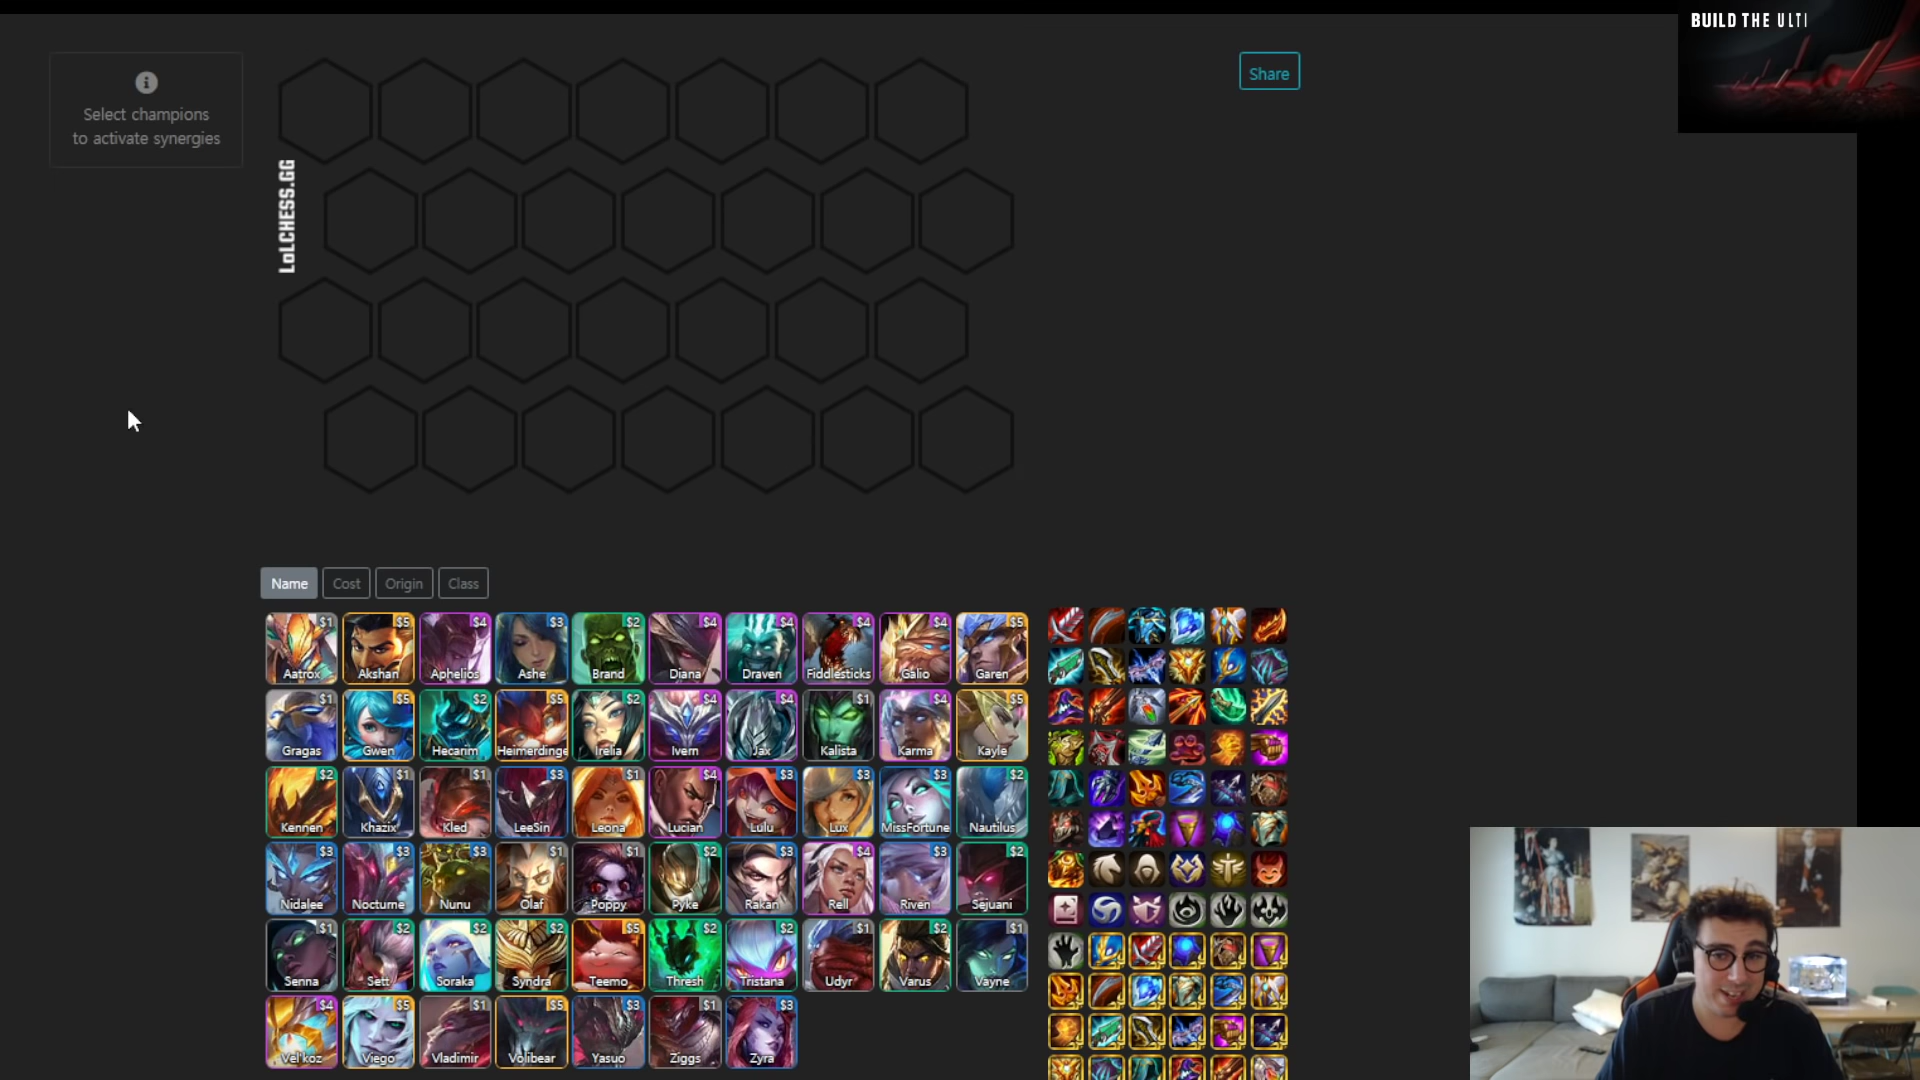 BUILD THE ULTI
Select champions
to activate synergies
Share
LoLCHESS.GG
Name Cost Origin Class
$1 $5 $4 $3 $2 $4 $4 $4 $4 $5
Aatrox Akshan Aphelios Ashe Brand Diana Draven Fiddlesticks Galio Garen
$1 $5 $2 $5 $2 $4 $4 $1 $4 $5
Gragas Gwen Hecarim Heimerdinge Irelia Ivern Jax Kalista Karma Kayle
$2 $1 $1 $3 $1 $4 $3 $3 $3 $2
Kennen Khazix Kled LeeSin Leona Lucian Lulu Lux MissFortune Nautilus
$3 $3 $3 $1 $1 $2 $3 $4 $3 $2
Nidalee Nocturne Nunu Olaf Poppy Pyke Rakan Rell Riven Sejuani
$1 $2 $2 $2 $5 $2 $2 $1 $2 $1
Senna Sett Soraka Syndra Teemo Thresh Tristana Udyr Varus Vayne
$4 $5 $1 $5 $3 $1 $3
Vel'koz Viego Vladimir Volibear Yasuo Ziggs Zyra